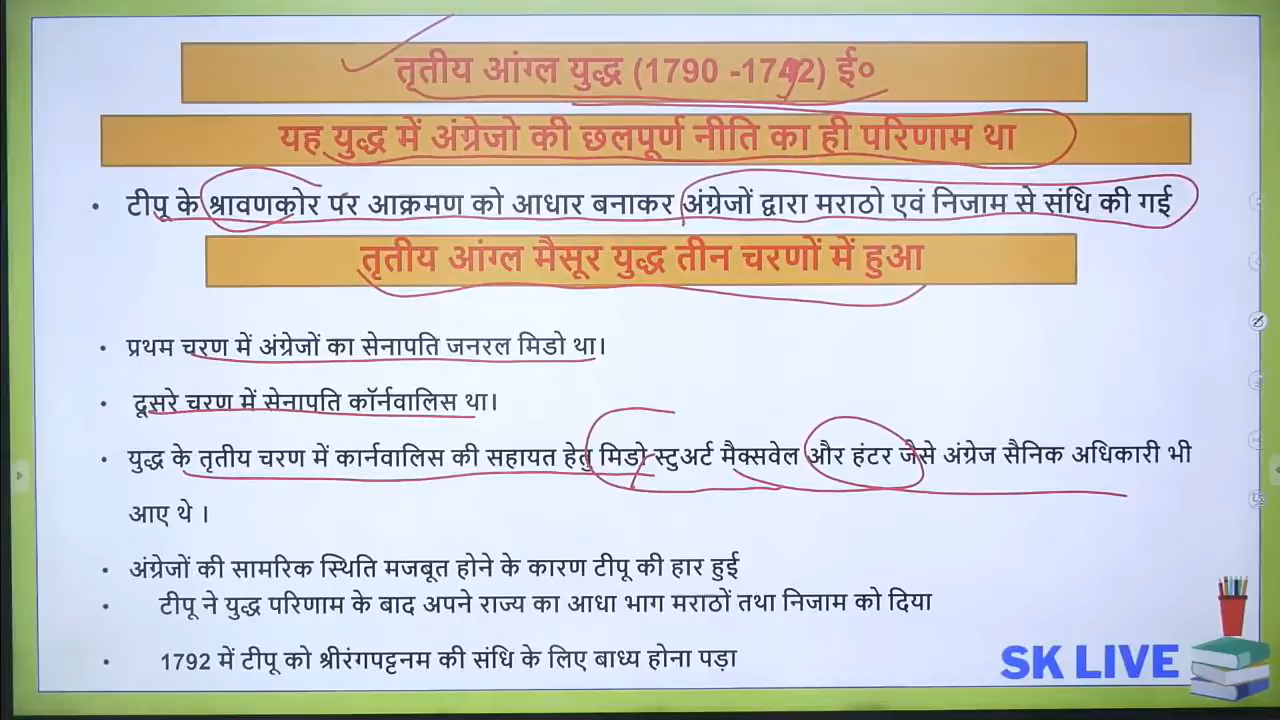 तृतीय आंग्ल युद्ध (1790 -1792) ई०
यह युद्ध में अंग्रेजो की छलपूर्ण नीति का ही परिणाम था
• टीपू के श्रावणकोर पर आक्रमण को आधार बनाकर अंग्रेजों द्वारा मराठो एवं निजाम से संधि की गई
तृतीय आंग्ल मैसूर युद्ध तीन चरणों में हुआ
• प्रथम चरण में अंग्रेजों का सेनापति जनरल मिडो था।
• दूसरे चरण में सेनापति कॉर्नवालिस था।
• युद्ध के तृतीय चरण में कार्नवालिस की सहायत हेतु मिडो स्टुअर्ट मैक्सवेल और हंटर जैसे अंग्रेज सैनिक अधिकारी भी
आए थे ।
• अंग्रेजों की सामरिक स्थिति मजबूत होने के कारण टीपू की हार हुई
• टीपू ने युद्ध परिणाम के बाद अपने राज्य का आधा भाग मराठों तथा निजाम को दिया
• 1792 में टीपू को श्रीरंगपट्टनम की संधि के लिए बाध्य होना पड़ा
SK LIVE